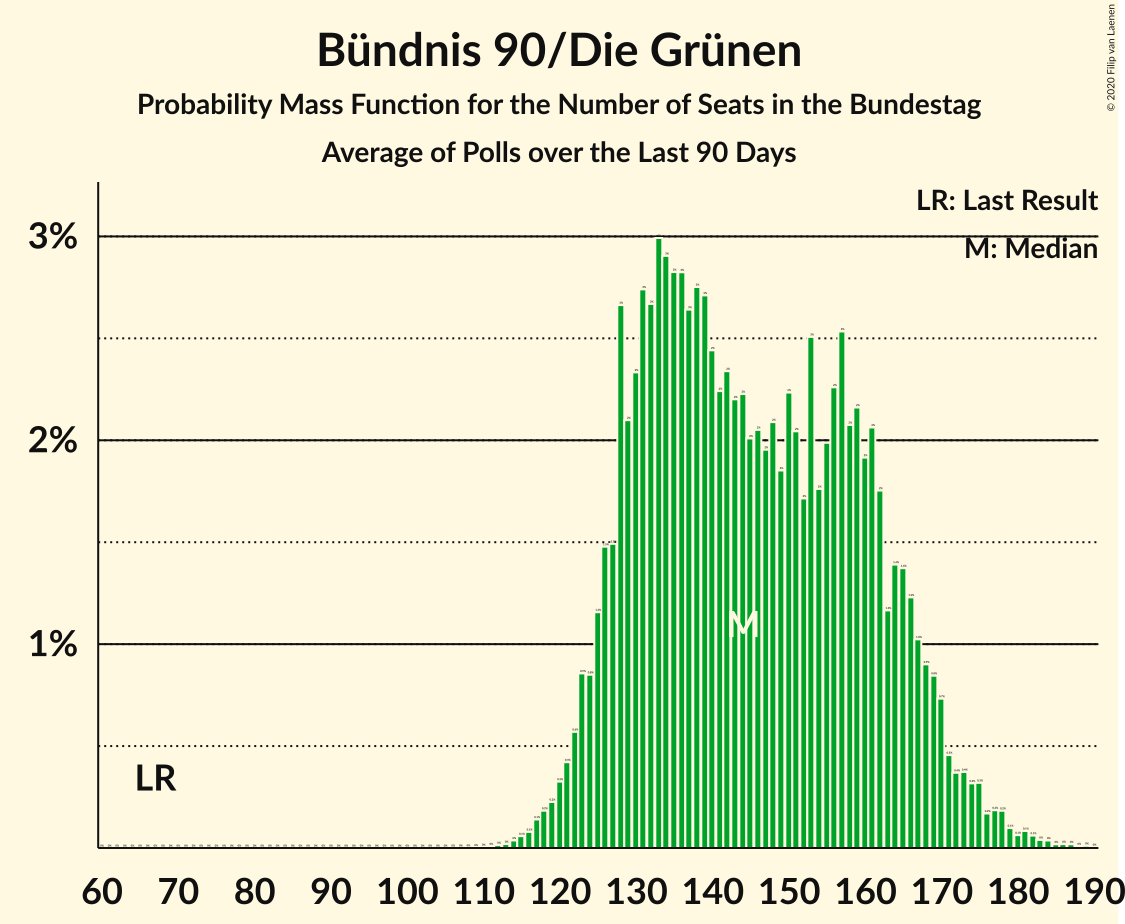 Bündnis 90/Die Grünen
Probability Mass Function for the Number of Seats in the Bundestag
Average of Polls over the Last 90 Days
© 2020 Filip van Laenen
LR: Last Result
M: Median
3%
2%
1%
M
LR
60 70 80 90 100 110 120 130 140 150 160 170 180 190